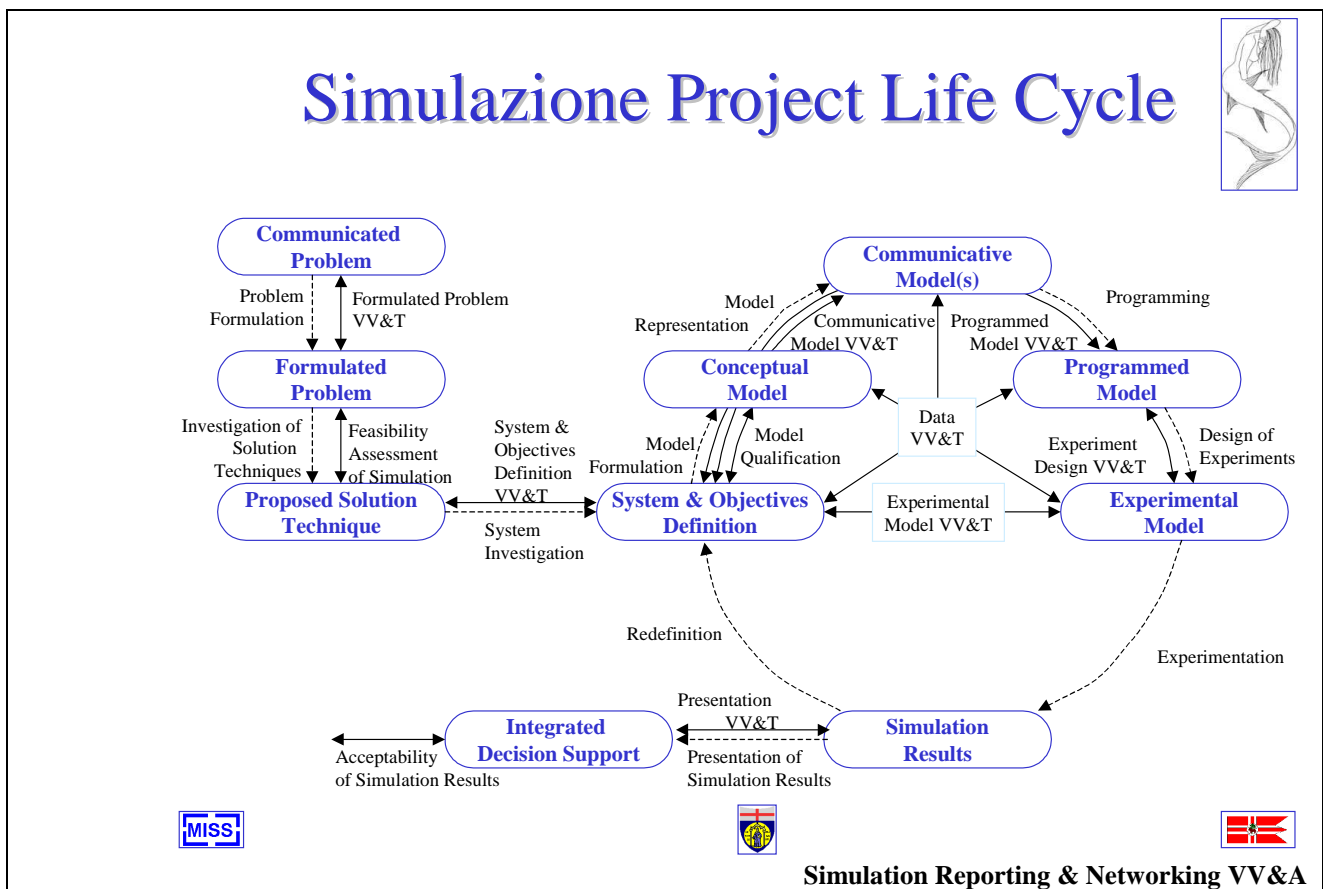 Simulazione Project Life Cycle
Communicated
Problem
Problem
Formulation
Formulated Problem
VV&T
Formulated
Problem
Investigation of
Solution
Techniques
Feasibility
Assessment
of Simulation
Proposed Solution
Technique
System &
Objectives
Definition
VV&T
System
Investigation
Communicative
Model(s)
Model
Representation
Communicative
Model VV&T
Programmed
Model VV&T
Programming
Conceptual
Model
Programmed
Model
Data
VV&T
Model
Formulation
Model
Qualification
Experiment
Design VV&T
Design of
Experiments
System & Objectives
Definition
Experimental
Model VV&T
Experimental
Model
Redefinition
Experimentation
Presentation
VV&T
Integrated
Decision Support
Simulation
Results
Acceptability
of Simulation Results
Presentation of
Simulation Results
MISS
Simulation Reporting & Networking VV&A